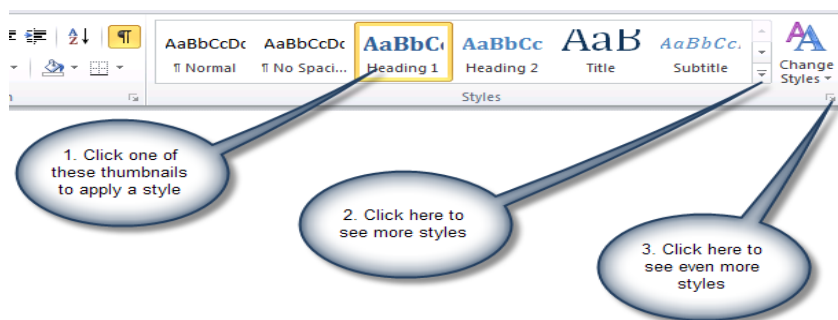 AaBbCcDc AaBbCcDc AaBbC AaBbCc AaB AaBbCc. Change
¶ Normal ¶ No Spaci... Heading 1 Heading 2 Title Subtitle Styles
Styles
1. Click one of
these thumbnails
to apply a style
2. Click here to
see more styles
3. Click here to
see even more
styles